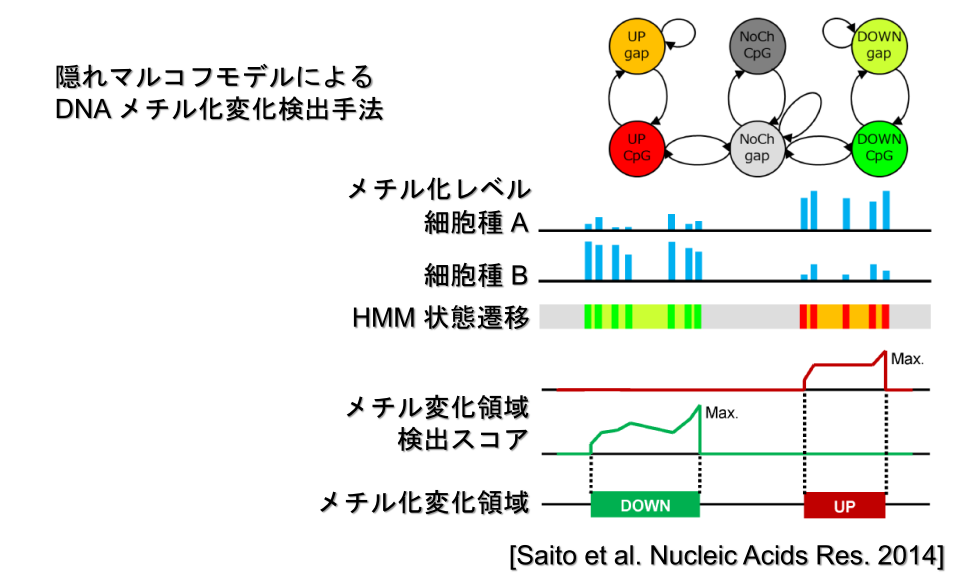 隠れマルコフモデルによる
DNA メチル化変化検出手法
UP
gap
NoCh
CpG
DOWN
gap
UP
CpG
NoCh
gap
DOWN
CpG
メチル化レベル
細胞種 A
細胞種 B
HMM 状態遷移
Max.
メチル変化領域
検出スコア
Max.
メチル化変化領域
DOWN
UP
[Saito et al. Nucleic Acids Res. 2014]